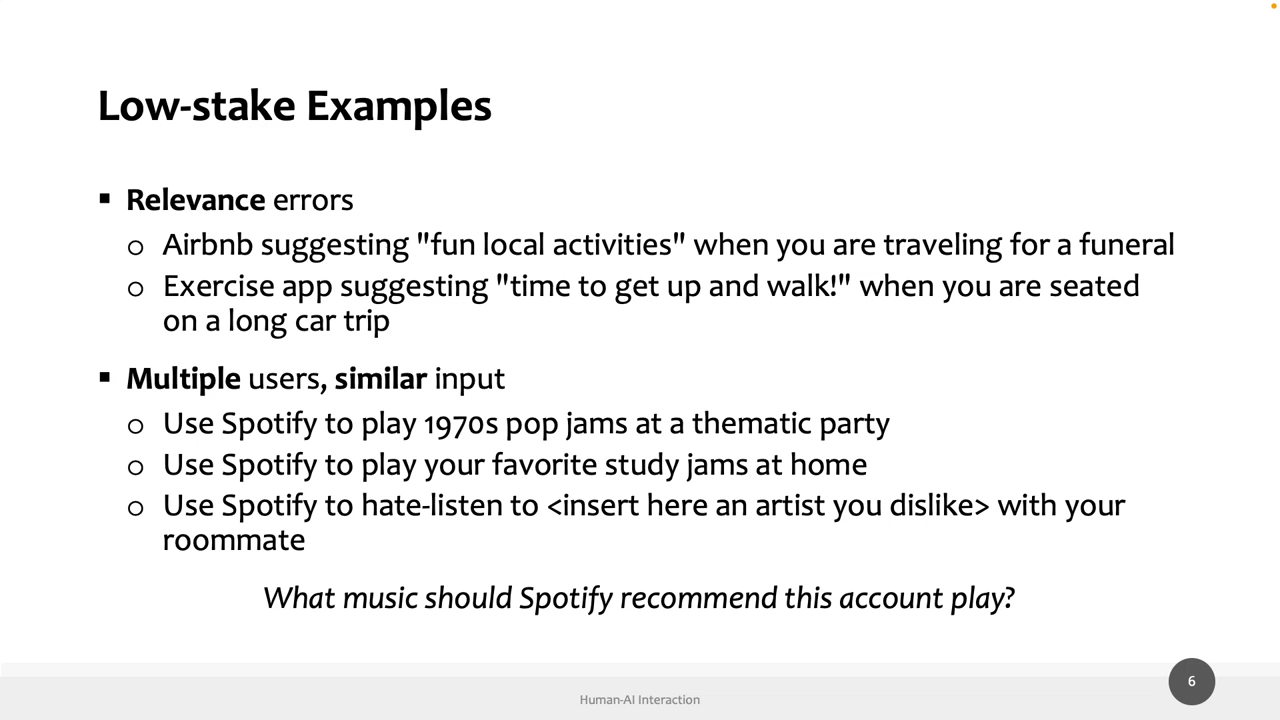 Low-stake Examples
▪ Relevance errors
o Airbnb suggesting "fun local activities" when you are traveling for a funeral
o Exercise app suggesting "time to get up and walk!" when you are seated
on a long car trip
▪ Multiple users, similar input
o Use Spotify to play 1970s pop jams at a thematic party
o Use Spotify to play your favorite study jams at home
o Use Spotify to hate-listen to <insert here an artist you dislike> with your
roommate
What music should Spotify recommend this account play?
Human-AI Interaction
6